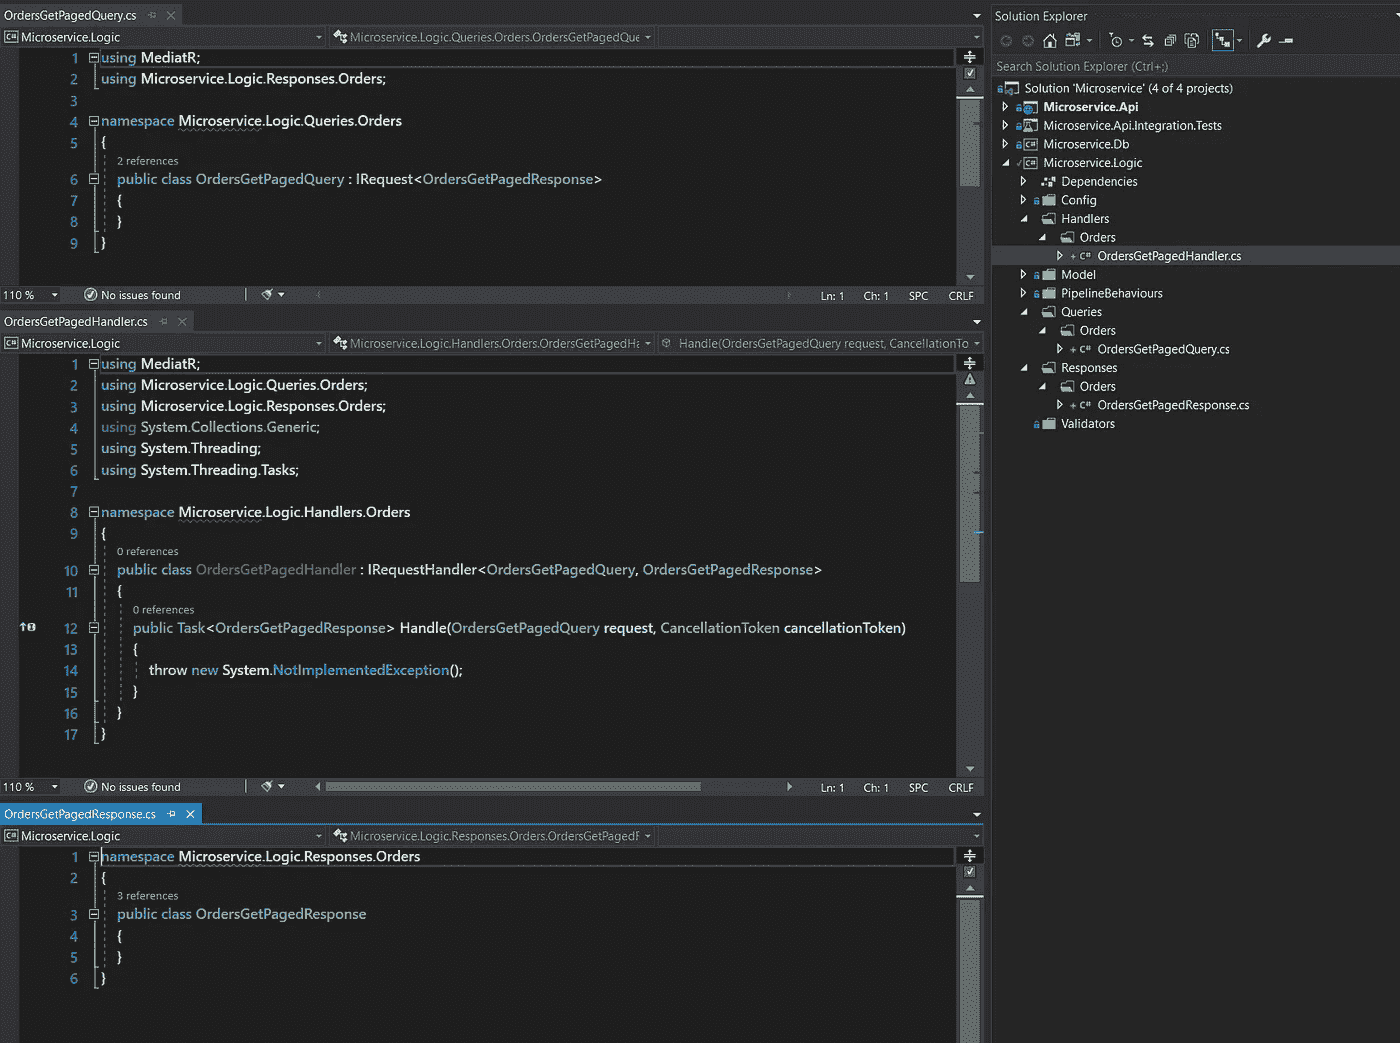 OrdersGetPagedQuery.cs
Microservice.Logic
Microservice.Logic.Queries.Orders.OrdersGetPagedQue
1 using MediatR;
2 using Microservice.Logic.Responses.Orders;
3
4 namespace Microservice.Logic.Queries.Orders
5 {
2 references
6 public class OrdersGetPagedQuery : IRequest<OrdersGetPagedResponse>
7 {
8 }
9 }
110 % No issues found Ln: 1 Ch: 1 SPC CRLF
OrdersGetPagedHandler.cs
Microservice.Logic
Microservice.Logic.Handlers.Orders.OrdersGetPagedHa
Handle(OrdersGetPagedQuery request, CancellationTo
1 using MediatR;
2 using Microservice.Logic.Queries.Orders;
3 using Microservice.Logic.Responses.Orders;
4 using System.Collections.Generic;
5 using System.Threading;
6 using System.Threading.Tasks;
7
8 namespace Microservice.Logic.Handlers.Orders
9 {
0 references
10 public class OrdersGetPagedHandler : IRequestHandler<OrdersGetPagedQuery, OrdersGetPagedResponse>
11 {
0 references
12 public Task<OrdersGetPagedResponse> Handle(OrdersGetPagedQuery request, CancellationToken cancellationToken)
13 {
14 throw new System.NotImplementedException();
15 }
16 }
17 }
110 % No issues found Ln: 1 Ch: 1 SPC CRLF
OrdersGetPagedResponse.cs
Microservice.Logic
Microservice.Logic.Responses.Orders.OrdersGetPagedF
1 namespace Microservice.Logic.Responses.Orders
2 {
3 references
3 public class OrdersGetPagedResponse
4 {
5 }
6 }
Solution Explorer
Search Solution Explorer (Ctrl+;)
Solution 'Microservice' (4 of 4 projects)
Microservice.Api
Microservice.Api.Integration.Tests
C# Microservice.Db
C# Microservice.Logic
Dependencies
Config
Handlers
Orders
C# OrdersGetPagedHandler.cs
Model
PipelineBehaviours
Queries
Orders
C# OrdersGetPagedQuery.cs
Responses
Orders
C# OrdersGetPagedResponse.cs
Validators